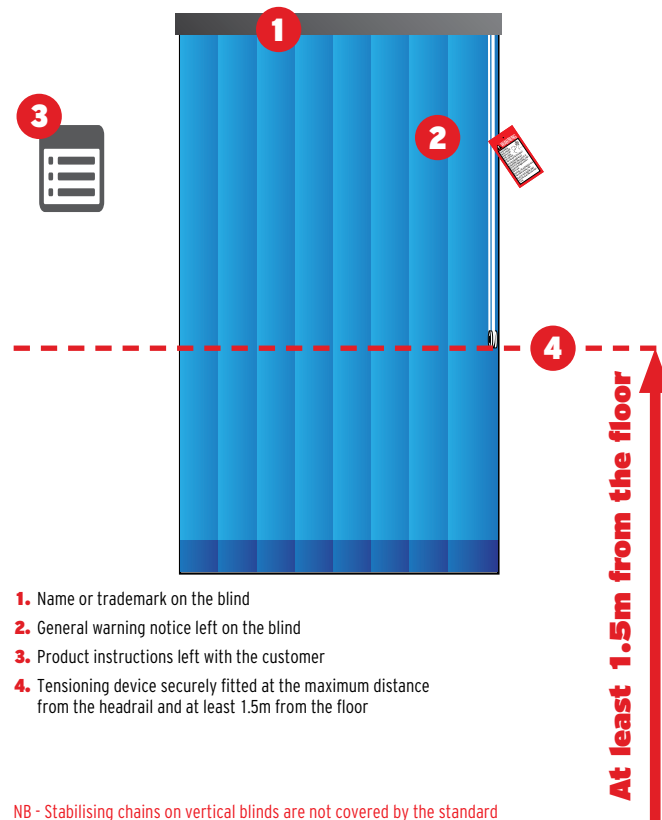 1
3
2
4
At least 1.5m from the floor
1. Name or trademark on the blind
2. General warning notice left on the blind
3. Product instructions left with the customer
4. Tensioning device securely fitted at the maximum distance
from the headrail and at least 1.5m from the floor
NB - Stabilising chains on vertical blinds are not covered by the standard